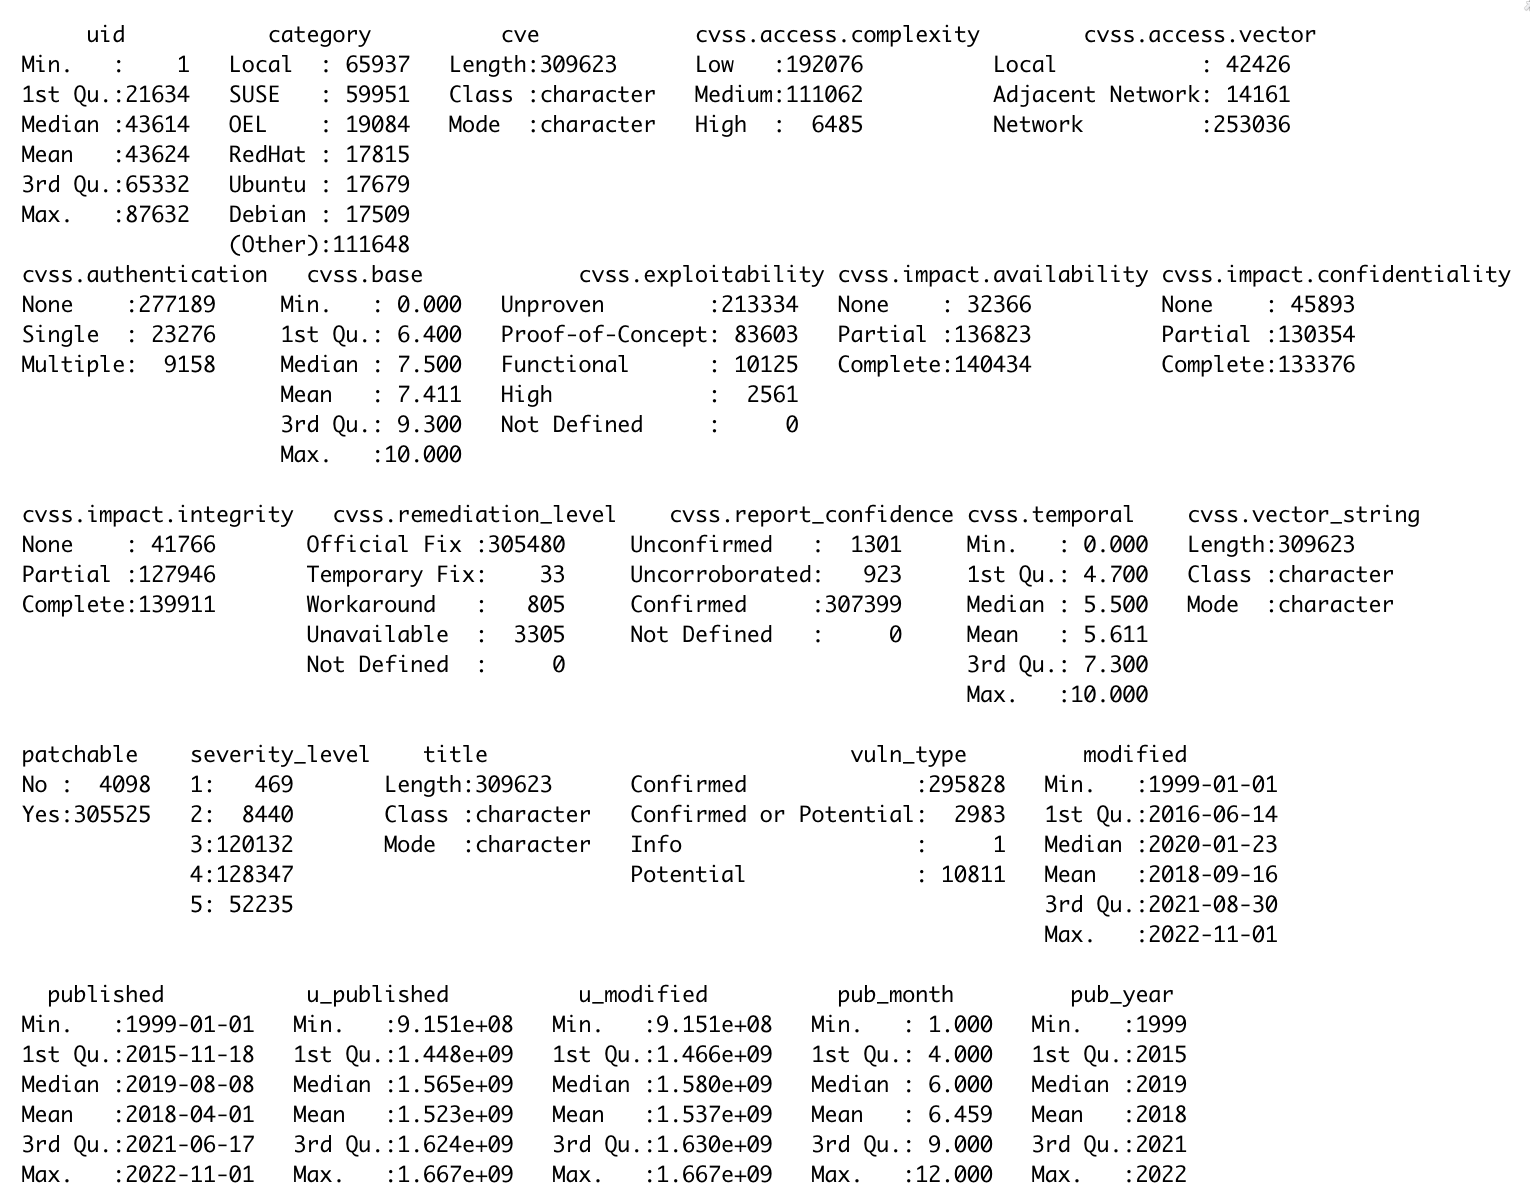 uid           category          cve            cvss.access.complexity        cvss.access.vector
Min.   :    1   Local  : 65937   Length:309623      Low   :192076          Local           : 42426
1st Qu.:21634   SUSE   : 59951   Class :character   Medium:111062          Adjacent Network: 14161
Median :43614   OEL    : 19084   Mode  :character   High  :  6485          Network         :253036
Mean   :43624   RedHat : 17815
3rd Qu.:65332   Ubuntu : 17679
Max.   :87632   Debian : 17509
                (Other):111648
cvss.authentication   cvss.base            cvss.exploitability cvss.impact.availability cvss.impact.confidentiality
None    :277189     Min.   : 0.000   Unproven        :213334   None    : 32366          None    : 45893
Single  : 23276     1st Qu.: 6.400   Proof-of-Concept: 83603   Partial :136823          Partial :130354
Multiple:  9158     Median : 7.500   Functional      : 10125   Complete:140434          Complete:133376
                    Mean   : 7.411   High            :  2561
                    3rd Qu.: 9.300   Not Defined     :     0
                    Max.   :10.000
cvss.impact.integrity   cvss.remediation_level    cvss.report_confidence cvss.temporal    cvss.vector_string
None    : 41766       Official Fix :305480     Unconfirmed   :  1301     Min.   : 0.000   Length:309623
Partial :127946       Temporary Fix:    33     Uncorroborated:   923     1st Qu.: 4.700   Class :character
Complete:139911       Workaround   :   805     Confirmed     :307399     Median : 5.500   Mode  :character
                      Unavailable  :  3305     Not Defined   :     0     Mean   : 5.611
                      Not Defined  :     0                               3rd Qu.: 7.300
                                                                         Max.   :10.000
patchable    severity_level    title                            vuln_type         modified
No :  4098   1:   469       Length:309623      Confirmed             :295828   Min.   :1999-01-01
Yes:305525   2:  8440       Class :character   Confirmed or Potential:  2983   1st Qu.:2016-06-14
             3:120132       Mode  :character   Info                  :     1   Median :2020-01-23
             4:128347                          Potential             : 10811   Mean   :2018-09-16
             5: 52235                                                          3rd Qu.:2021-08-30
                                                                               Max.   :2022-11-01
  published           u_published          u_modified          pub_month         pub_year
Min.   :1999-01-01   Min.   :9.151e+08   Min.   :9.151e+08   Min.   : 1.000   Min.   :1999
1st Qu.:2015-11-18   1st Qu.:1.448e+09   1st Qu.:1.466e+09   1st Qu.: 4.000   1st Qu.:2015
Median :2019-08-08   Median :1.565e+09   Median :1.580e+09   Median : 6.000   Median :2019
Mean   :2018-04-01   Mean   :1.523e+09   Mean   :1.537e+09   Mean   : 6.459   Mean   :2018
3rd Qu.:2021-06-17   3rd Qu.:1.624e+09   3rd Qu.:1.630e+09   3rd Qu.: 9.000   3rd Qu.:2021
Max.   :2022-11-01   Max.   :1.667e+09   Max.   :1.667e+09   Max.   :12.000   Max.   :2022